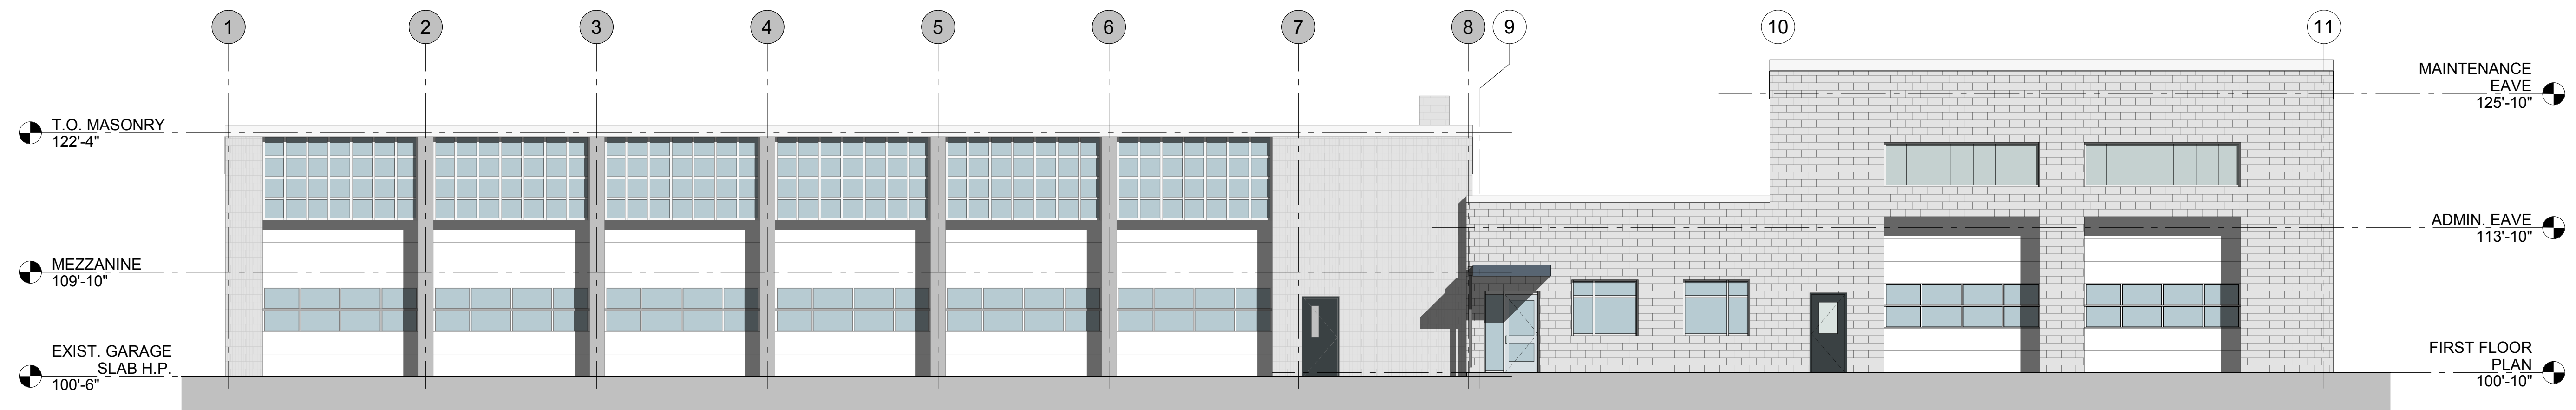 1 2 3 4 5 6 7 8 9 10 11
T.O. MASONRY
122'-4"
MEZZANINE
109'-10"
EXIST. GARAGE
SLAB H.P.
100'-6"
MAINTENANCE
EAVE
125'-10"
ADMIN. EAVE
113'-10"
FIRST FLOOR
PLAN
100'-10"